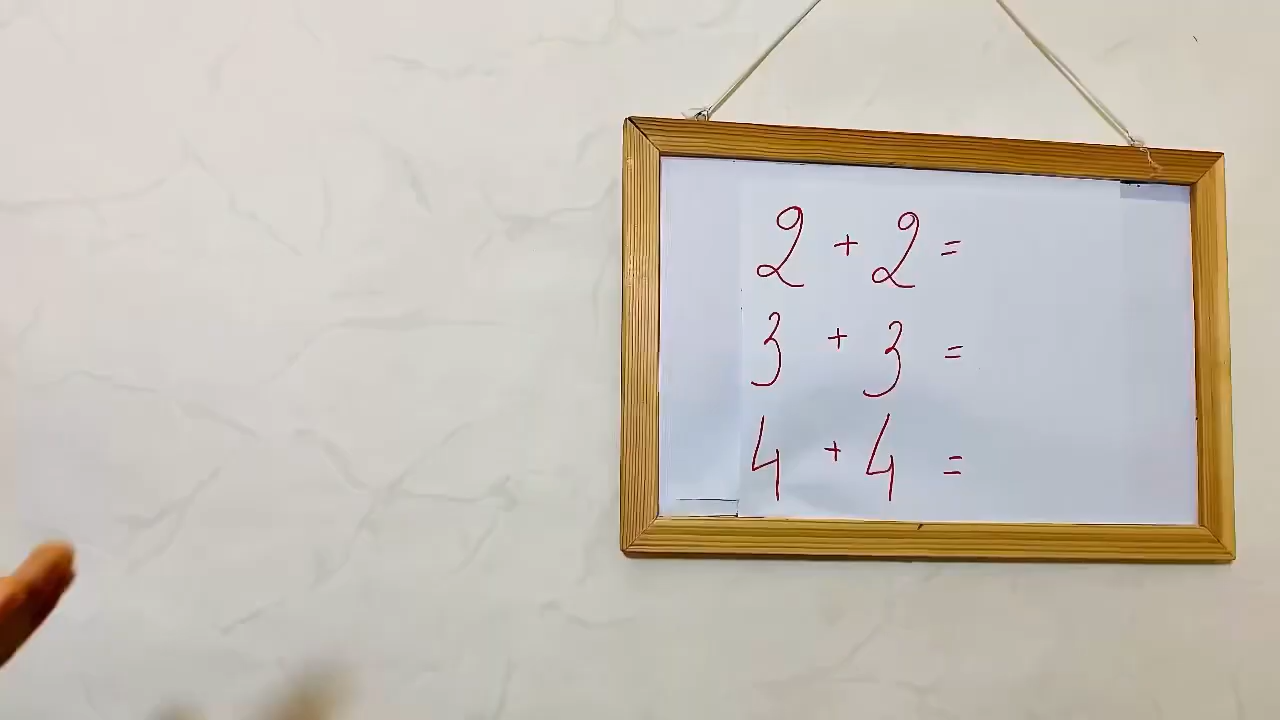 2 + 2 =
3 + 3 =
4 + 4 =